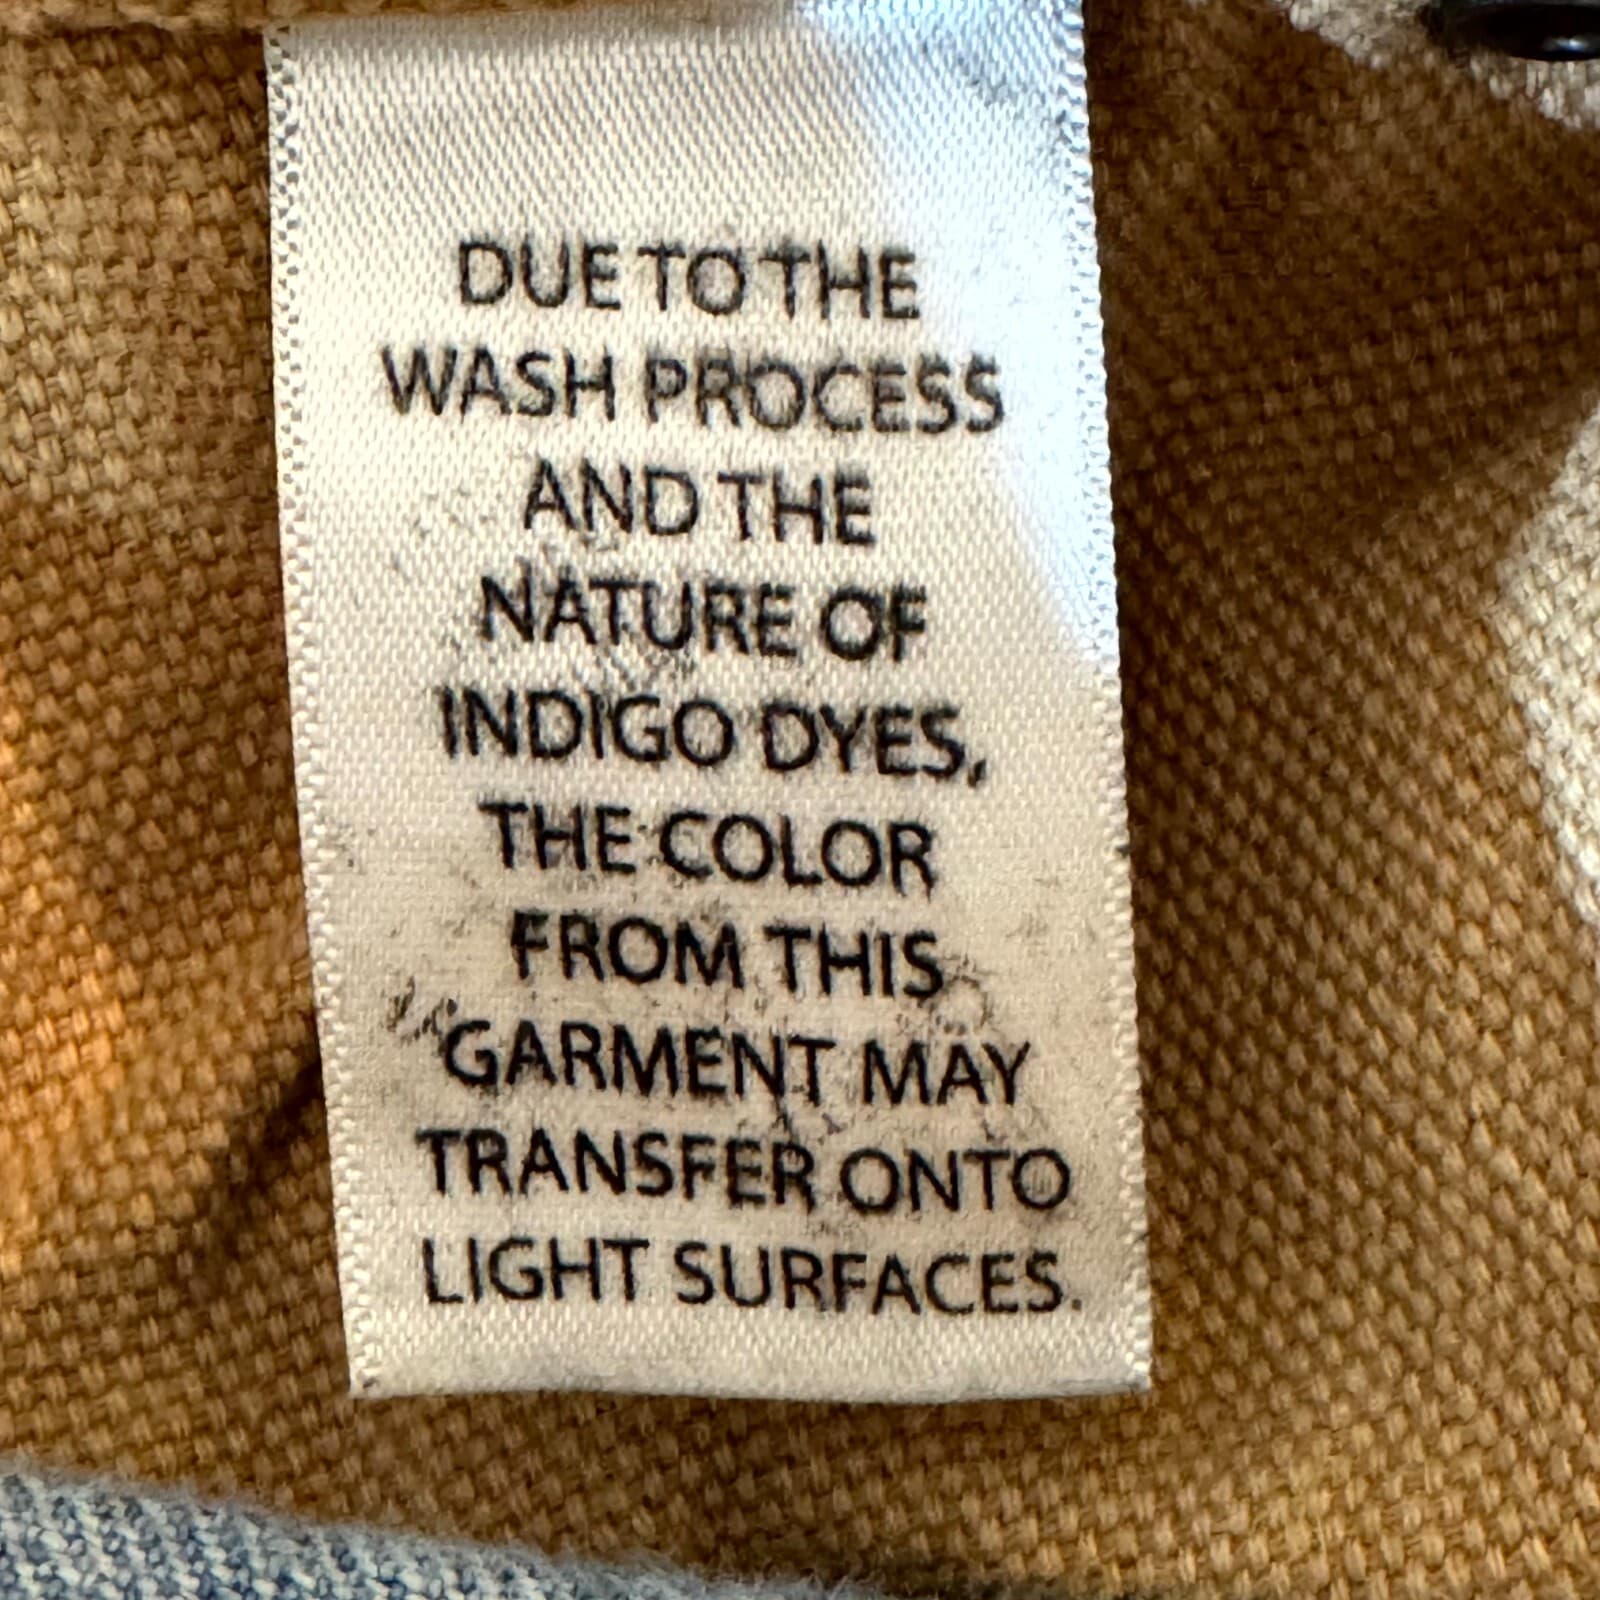 DUE TO THE
WASH PROCESS
AND THE
NATURE OF
INDIGO DYES,
THE COLOR
FROM THIS
GARMENT MAY
TRANSFER ONTO
LIGHT SURFACES.